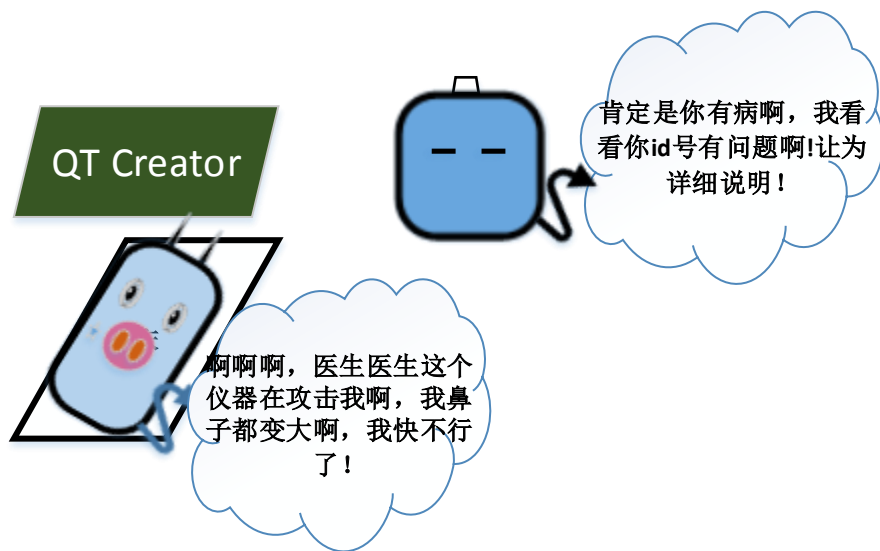 肯定是你有病啊，我看
看你id号有问题啊!让为
详细说明！
QT Creator
啊啊啊，医生医生这个
仪器在攻击我啊，我鼻
子都变大啊，我快不行
了！